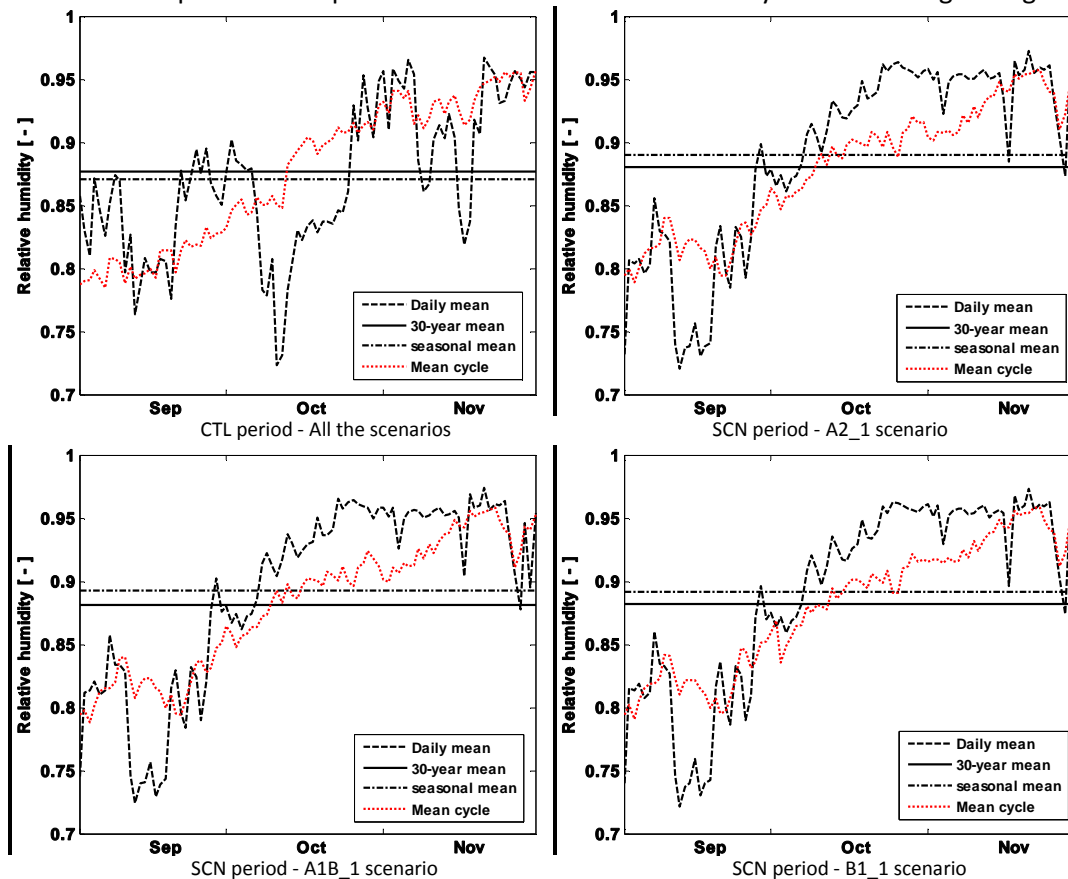 Relative humidity [ - ]
1
0.95
0.9
0.85
0.8
0.75
0.7
Daily mean
30-year mean
seasonal mean
Mean cycle
Sep Oct Nov
CTL period - All the scenarios
Relative humidity [ - ]
1
0.95
0.9
0.85
0.8
0.75
0.7
Daily mean
30-year mean
seasonal mean
Mean cycle
Sep Oct Nov
SCN period - A2_1 scenario
Relative humidity [ - ]
1
0.95
0.9
0.85
0.8
0.75
0.7
Daily mean
30-year mean
seasonal mean
Mean cycle
Sep Oct Nov
SCN period - A1B_1 scenario
Relative humidity [ - ]
1
0.95
0.9
0.85
0.8
0.75
0.7
Daily mean
30-year mean
seasonal mean
Mean cycle
Sep Oct Nov
SCN period - B1_1 scenario